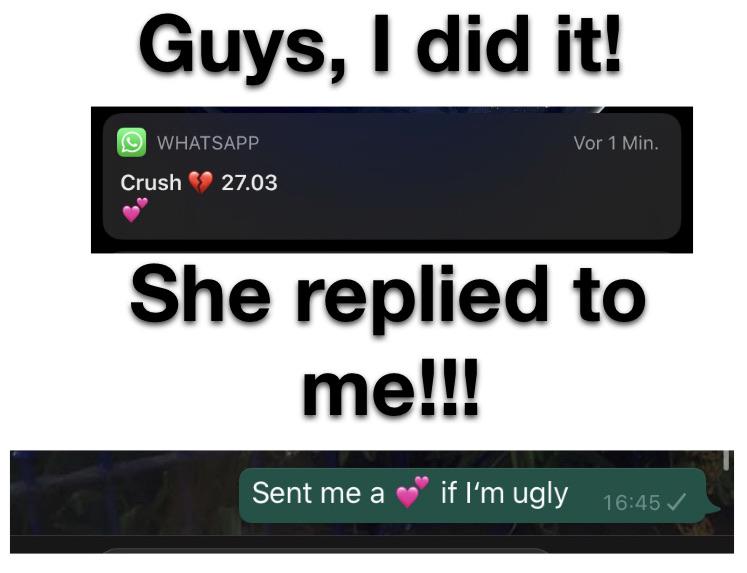 Guys, I did it!
WHATSAPP Vor 1 Min.
Crush 💔 27.03
💕
She replied to
me!!!
Sent me a 💕 if I‘m ugly 16:45 ✓